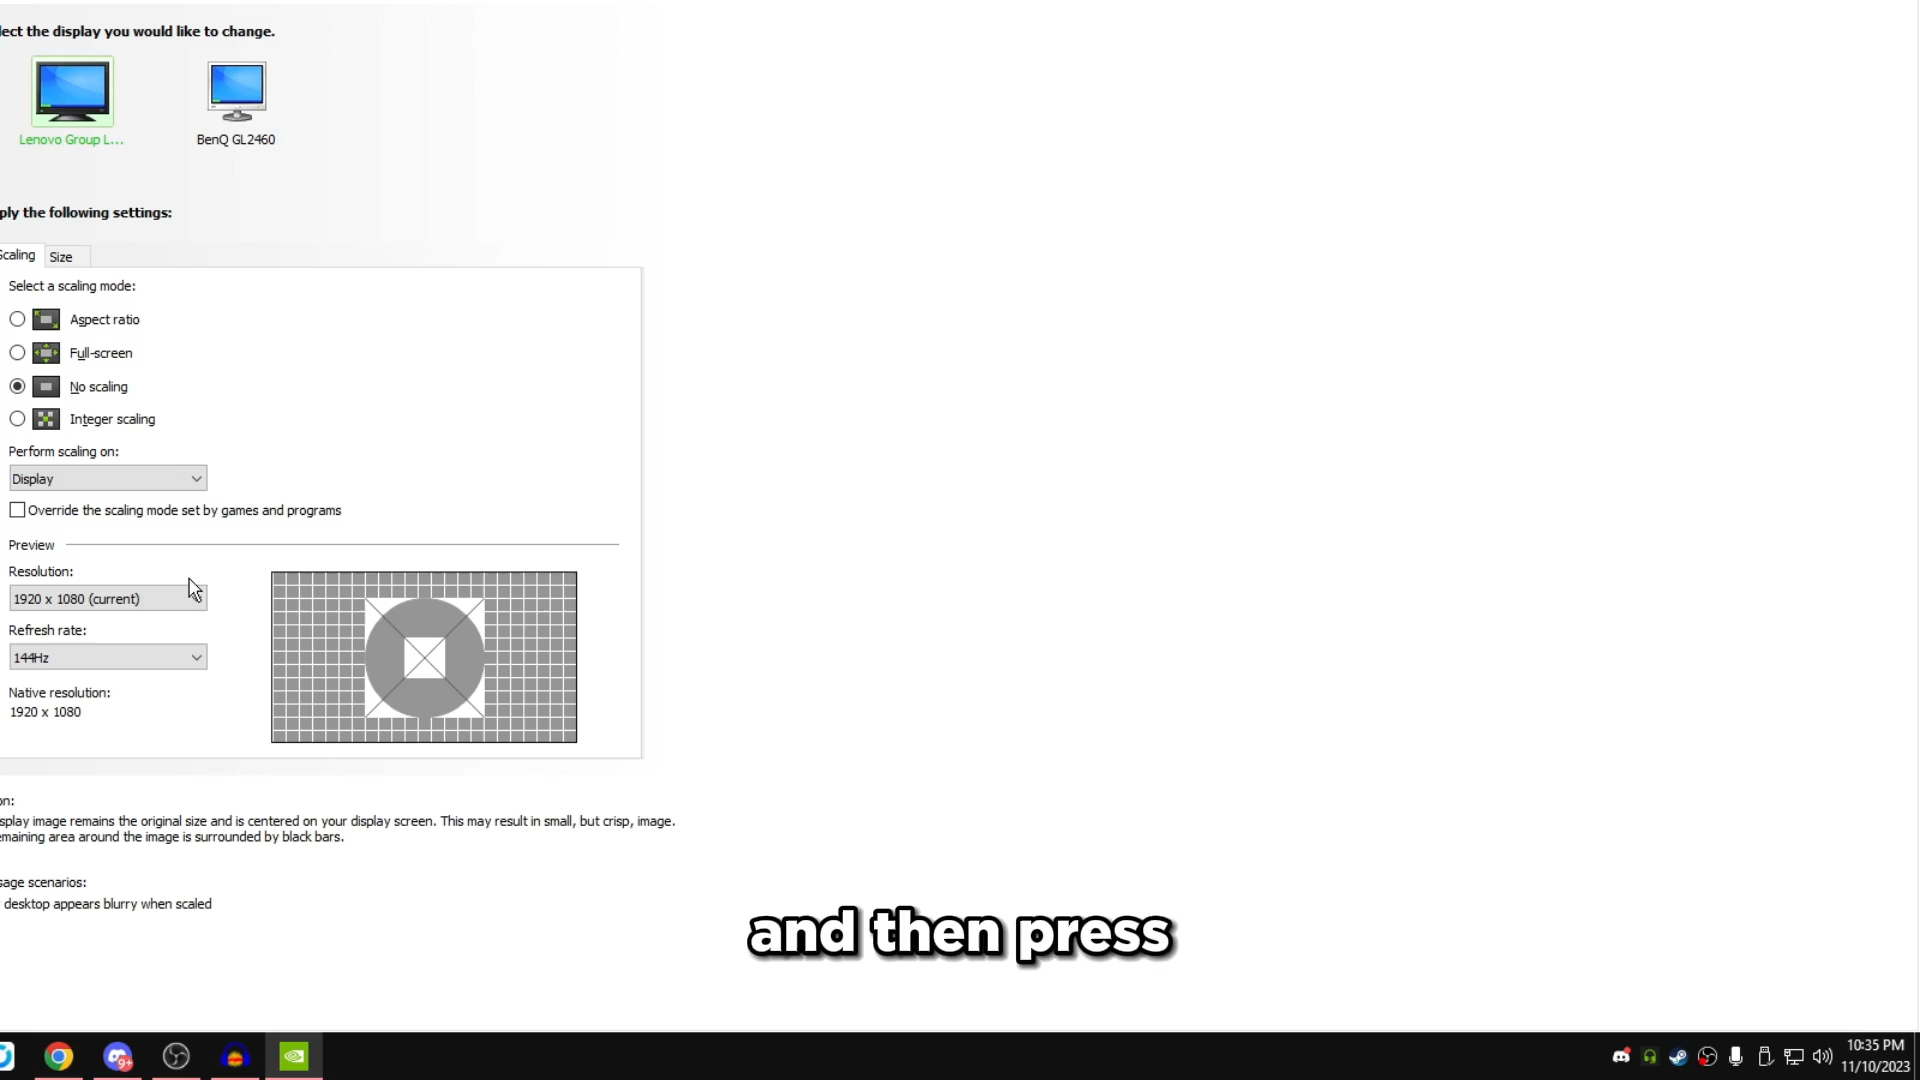 lect the display you would like to change.
Lenovo Group L...
BenQ GL2460
ply the following settings:
Scaling
Size
Select a scaling mode:
Aspect ratio
Full-screen
No scaling
Integer scaling
Perform scaling on:
Display
Override the scaling mode set by games and programs
Preview
Resolution:
1920 x 1080 (current)
Refresh rate:
144Hz
Native resolution:
1920 x 1080
on:
splay image remains the original size and is centered on your display screen. This may result in small, but crisp, image.
emaining area around the image is surrounded by black bars.
sage scenarios:
desktop appears blurry when scaled
and then press
9+
10:35 PM
11/10/2023